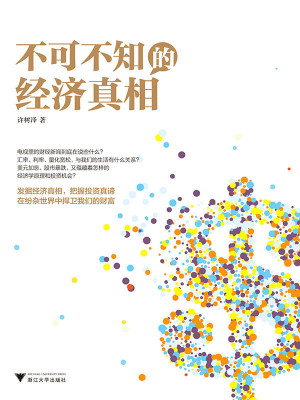 不可不知的
经济真相
许树泽 著
电视里的财经新闻到底在说些什么?
汇率、利率、量化宽松,与我们的生活有什么关系?
美元加息、股市暴跌,又蕴藏着怎样的
经济学原理和投资机会?
发掘经济真相,把握投资真谛
在纷杂世界中捍卫我们的财富
浙江大学出版社